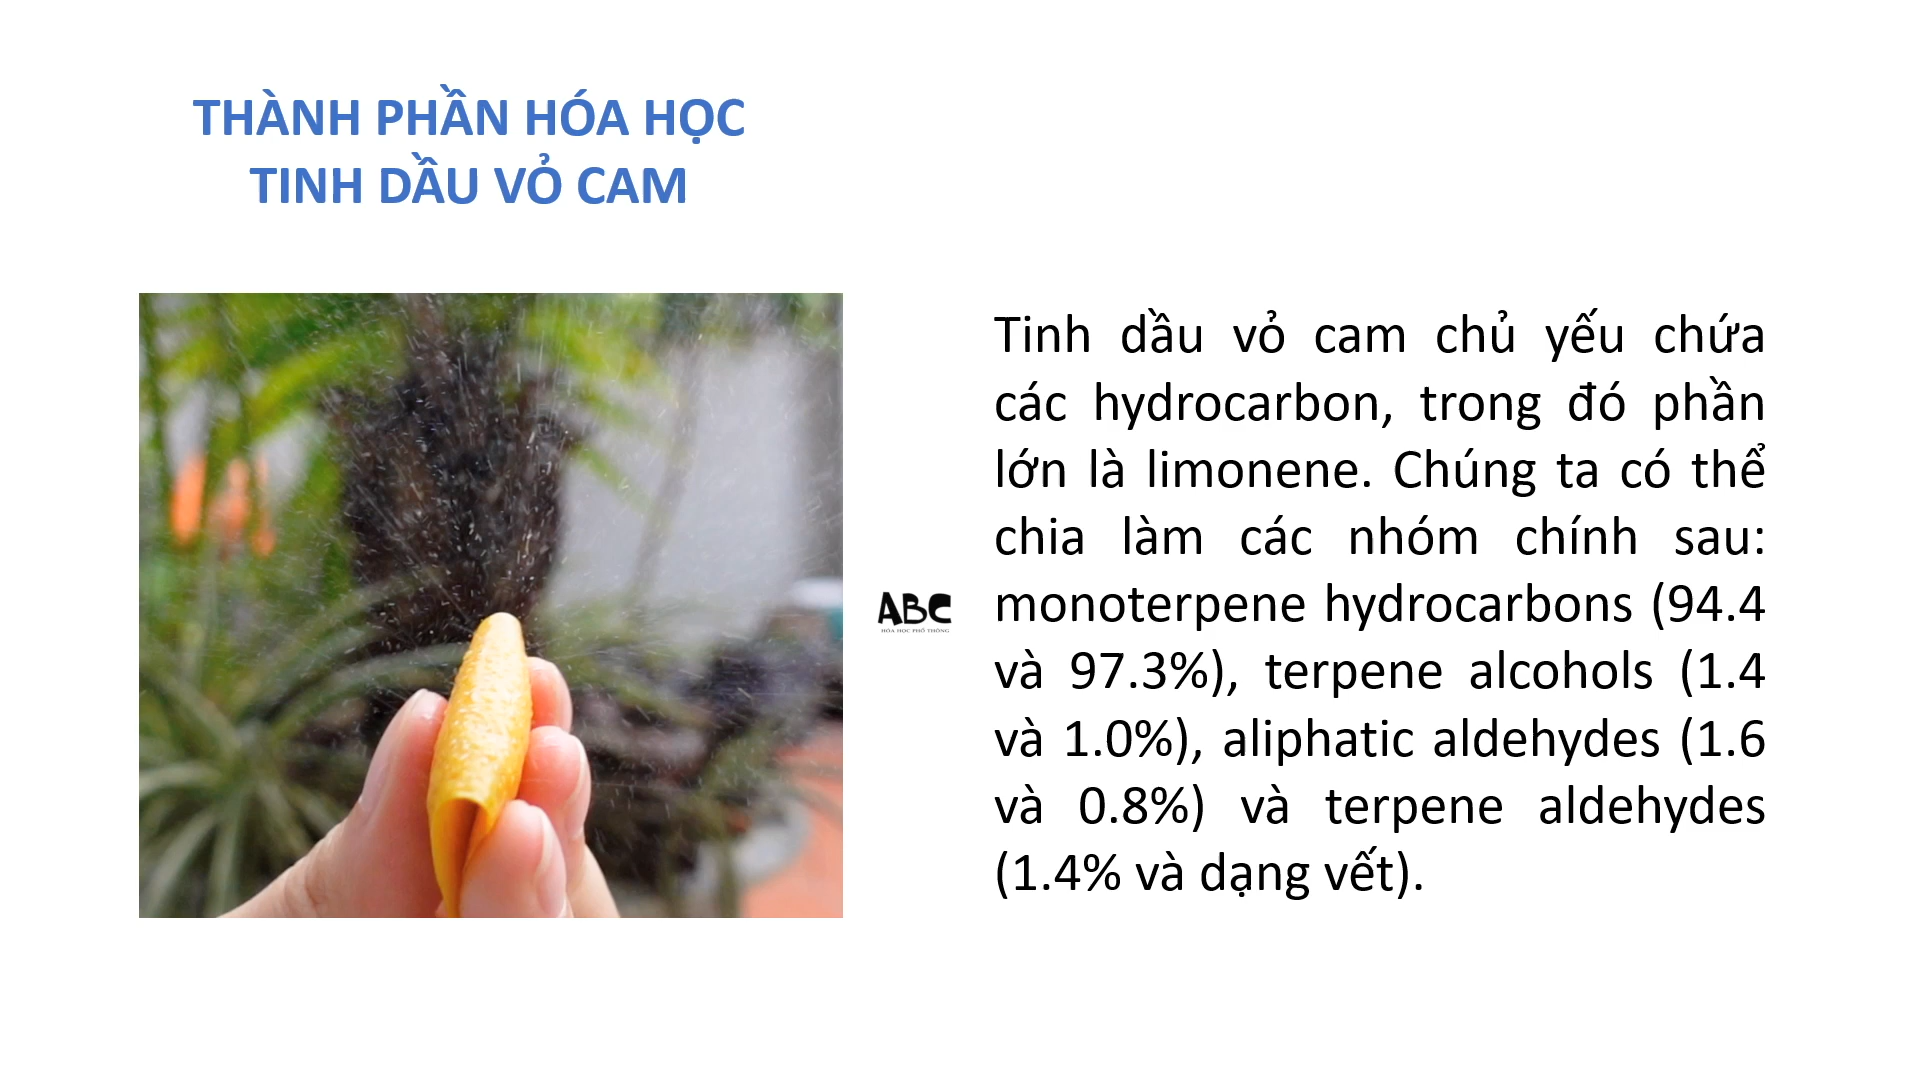 THÀNH PHẦN HÓA HỌC
TINH DẦU VỎ CAM
Tinh dầu vỏ cam chủ yếu chứa
các hydrocarbon, trong đó phần
lớn là limonene. Chúng ta có thể
chia làm các nhóm chính sau:
monoterpene hydrocarbons (94.4
và 97.3%), terpene alcohols (1.4
và 1.0%), aliphatic aldehydes (1.6
và 0.8%) và terpene aldehydes
(1.4% và dạng vết).
ABC
HÓA HỌC PHỔ THÔNG